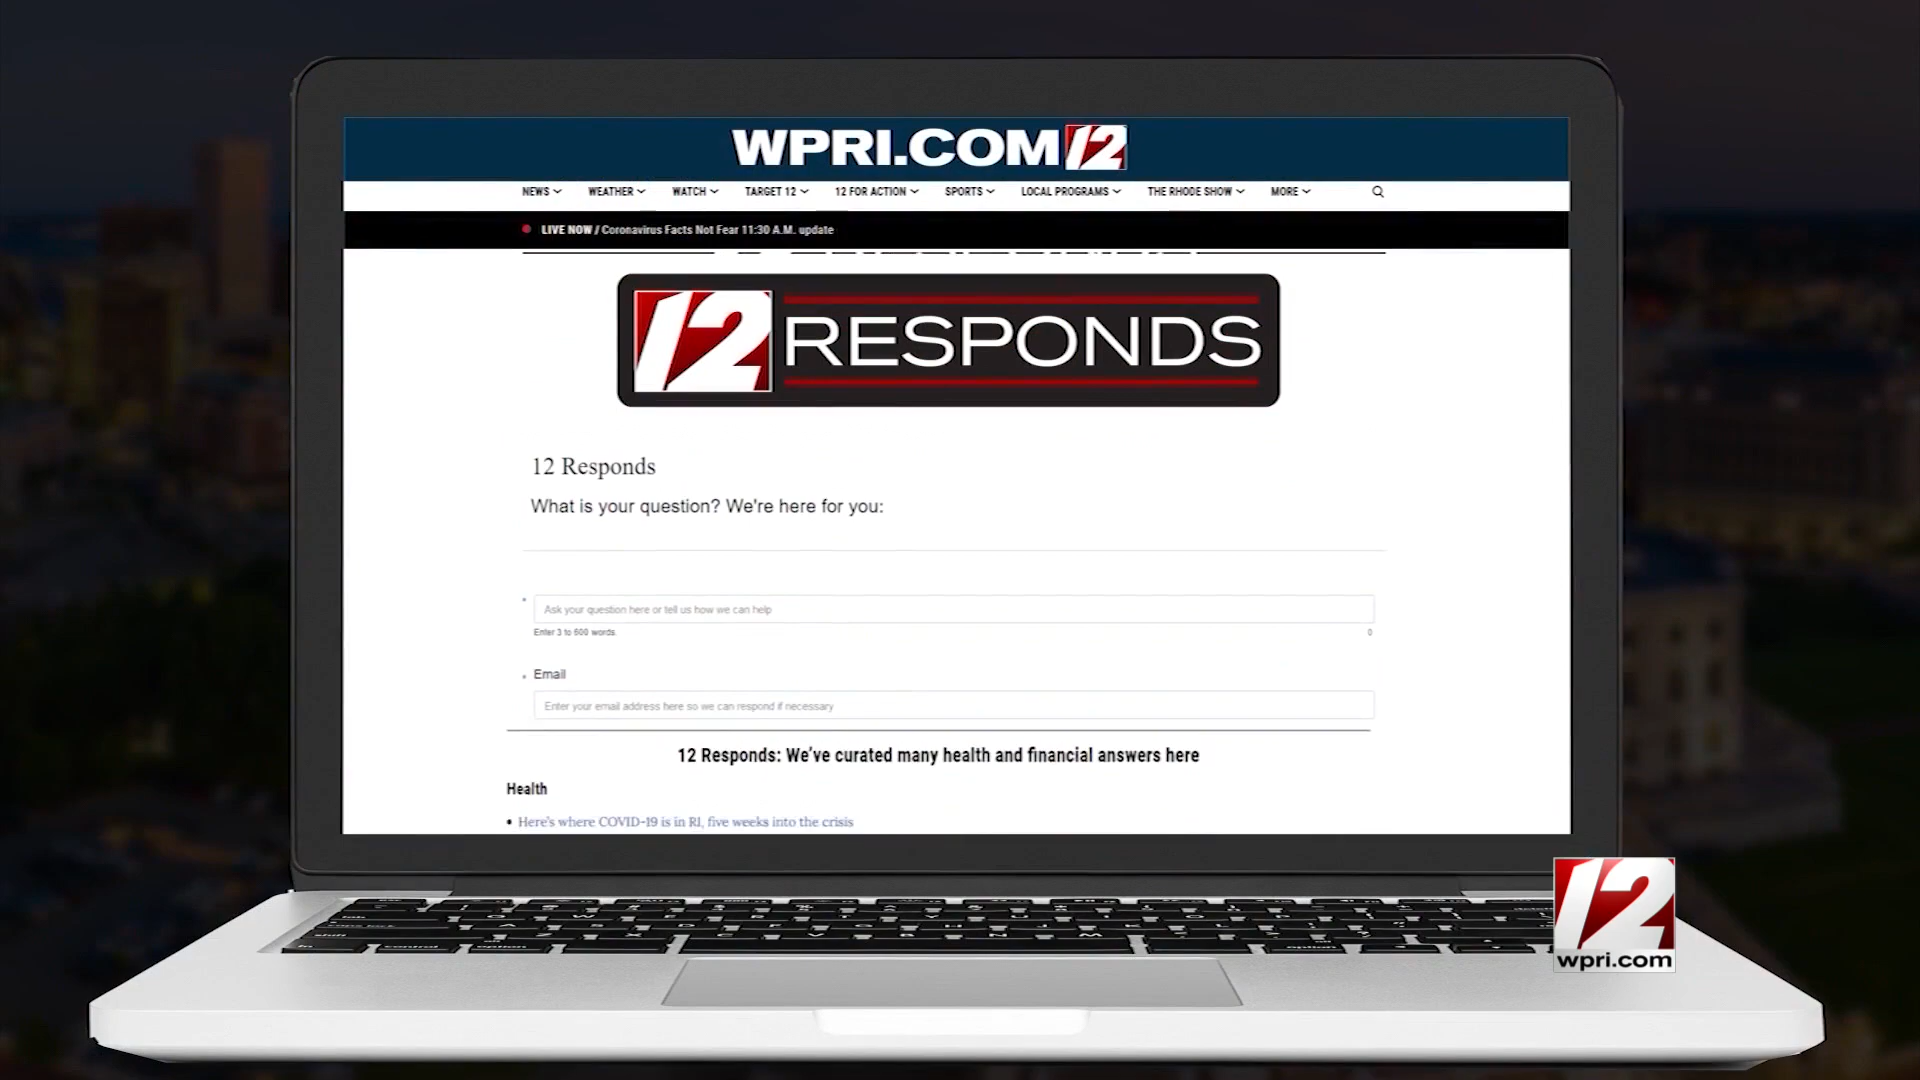 WPRI.COM 12
NEWS WEATHER WATCH TARGET 12 12 FOR ACTION SPORTS LOCAL PROGRAMS THE RHODE SHOW MORE
LIVE NOW / Coronavirus Facts Not Fear 11:30 A.M. update
12 RESPONDS
12 Responds
What is your question? We're here for you:
Ask your question here or tell us how we can help
Enter 3 to 600 words. 0
Email
Enter your email address here so we can respond if necessary
12 Responds: We've curated many health and financial answers here
Health
• Here's where COVID-19 is in RI, five weeks into the crisis
control option option
12
wpri.com